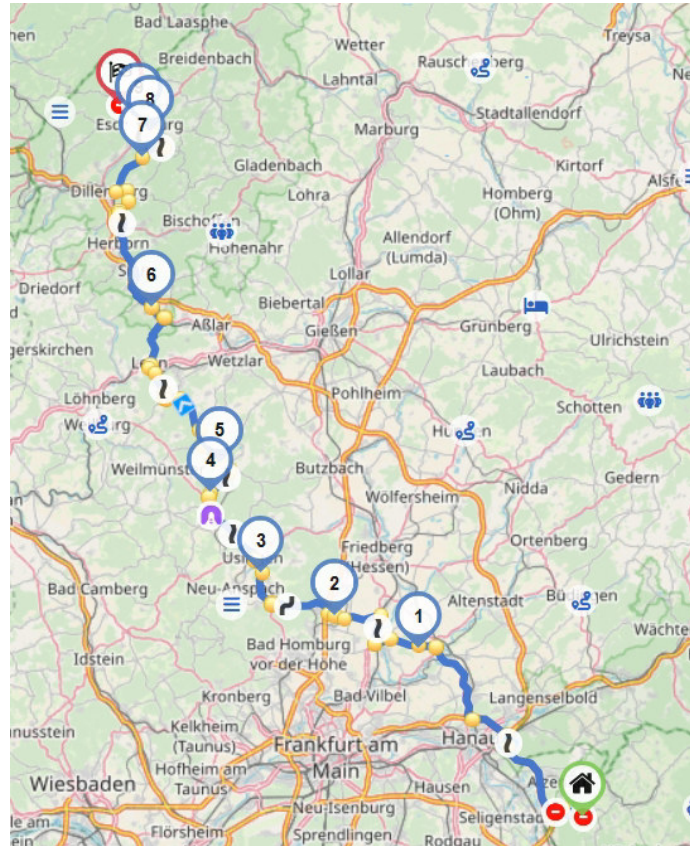 Bad Laasphe
Treysa
Wetter
Breidenbach
Rauschenberg
Lahntal
Stadtallendorf
8
7
Marburg
Gladenbach
Kirtorf
Lohra
Homberg
(Ohm)
Bischoffen
Hohenahr
Allendorf
(Lumda)
Herborn
6
Lollar
Driedorf
Biebertal
Aßlar
Gießen
Grünberg
Ulrichstein
Wetzlar
Laubach
Löhnberg
Pohlheim
Schotten
5
4
Weilmünster
Butzbach
Gedern
Wölfersheim
Nidda
3
Friedberg
(Hessen)
Ortenberg
Bad Camberg
Neu-Anspach
2
1
Altenstadt
Büdingen
Idstein
Bad Homburg
vor der Höhe
Kronberg
Bad Vilbel
Langenselbold
Kelkheim
(Taunus)
Frankfurt am
Main
Hanau
Hofheim am
Taunus
Wiesbaden
Hausen
Neu-Isenburg
Seligenstad
Flörsheim
Sprendlingen
Rodgau